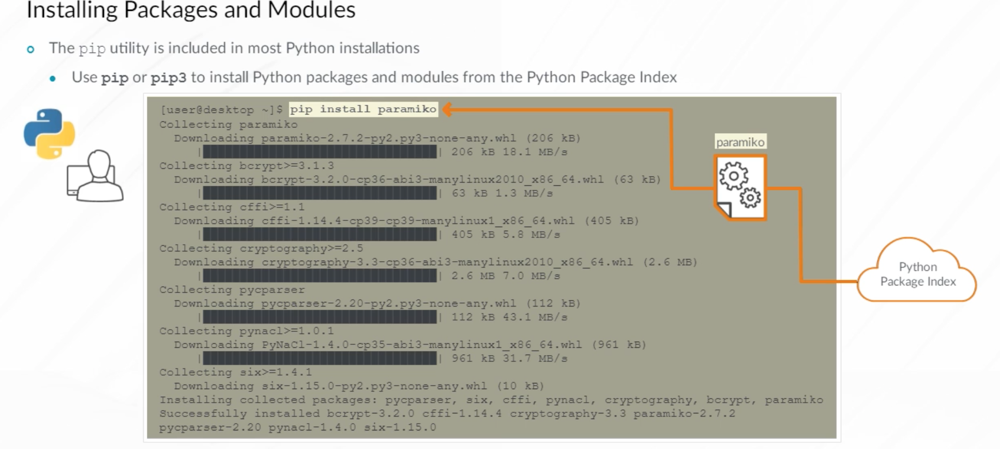 Installing Packages and Modules
The pip utility is included in most Python installations
Use pip or pip3 to install Python packages and modules from the Python Package Index
[user@desktop ~]$ pip install paramiko
Collecting paramiko
Downloading paramiko-2.7.2-py2.py3-none-any.whl (206 kB)
| | 206 kB 18.1 MB/s
Collecting bcrypt>=3.1.3
Downloading bcrypt-3.2.0-cp36-abi3-manylinux2010_x86_64.whl (63 kB)
| | 63 kB 1.3 MB/s
Collecting cffi>=1.1
Downloading cffi-1.14.4-cp39-cp39-manylinux1_x86_64.whl (405 kB)
| | 405 kB 5.8 MB/s
Collecting cryptography>=2.5
Downloading cryptography-3.3-cp36-abi3-manylinux2010_x86_64.whl (2.6 MB)
| | 2.6 MB 7.0 MB/s
Collecting pycparser
Downloading pycparser-2.20-py2.py3-none-any.whl (112 kB)
| | 112 kB 43.1 MB/s
Collecting pynacl>=1.0.1
Downloading PyNaCl-1.4.0-cp35-abi3-manylinux1_x86_64.whl (961 kB)
| | 961 kB 31.7 MB/s
Collecting six>=1.4.1
Downloading six-1.15.0-py2.py3-none-any.whl (10 kB)
Installing collected packages: pycparser, six, cffi, pynacl, cryptography, bcrypt, paramiko
Successfully installed bcrypt-3.2.0 cffi-1.14.4 cryptography-3.3 paramiko-2.7.2
pycparser-2.20 pynacl-1.4.0 six-1.15.0
paramiko
Python
Package Index